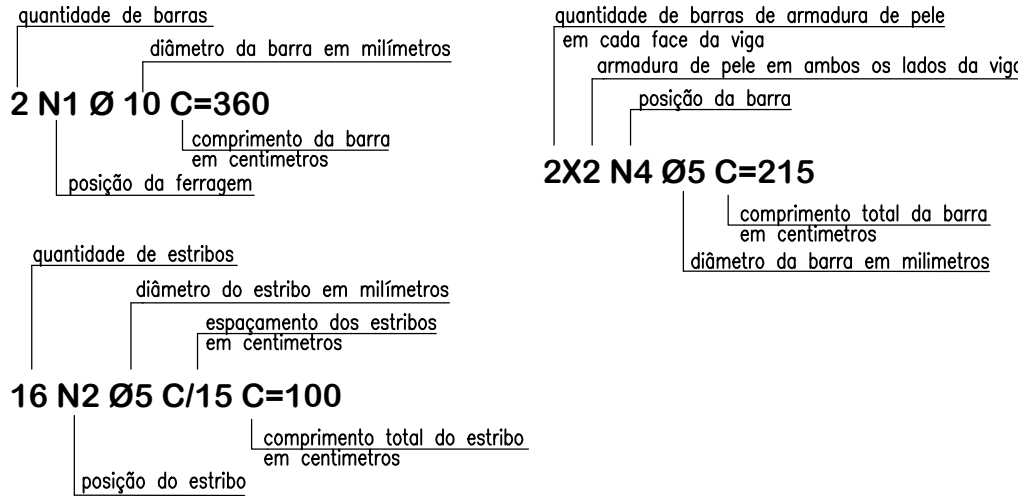 quantidade de barras
diâmetro da barra em milímetros
2 N1 Ø 10 C=360
comprimento da barra
em centimetros
posição da ferragem
quantidade de barras de armadura de pele
em cada face da viga
armadura de pele em ambos os lados da viga
posição da barra
2X2 N4 Ø5 C=215
comprimento total da barra
em centimetros
diâmetro da barra em milimetros
quantidade de estribos
diâmetro do estribo em milímetros
espaçamento dos estribos
em centimetros
16 N2 Ø5 C/15 C=100
comprimento total do estribo
em centimetros
posição do estribo